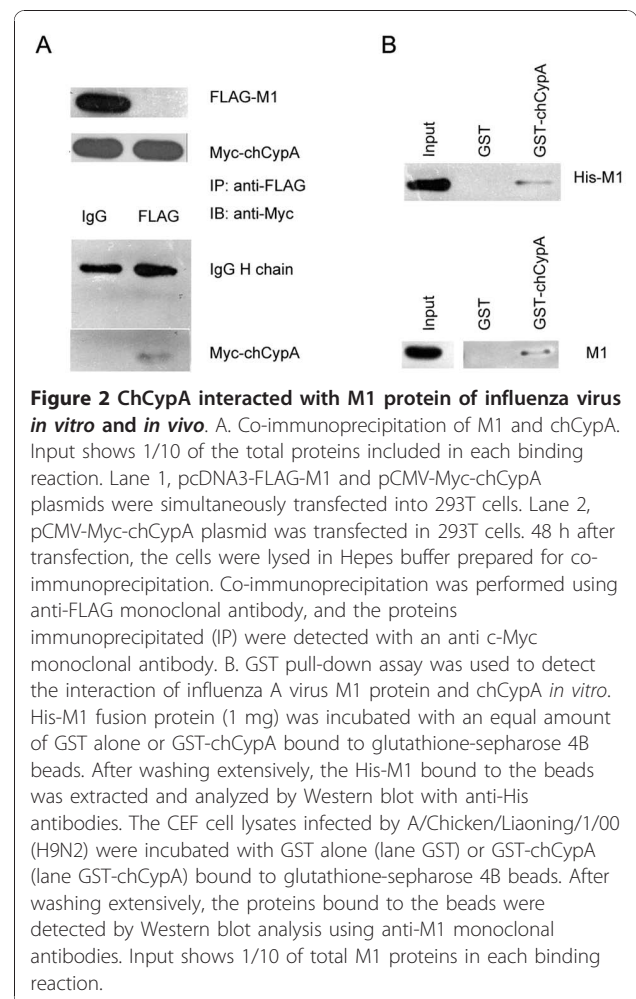 A
B
FLAG-M1
Myc-chCypA
IP: anti-FLAG
IB: anti-Myc
IgG FLAG
IgG H chain
Myc-chCypA
Input
GST
GST-chCypA
His-M1
Input
GST
GST-chCypA
M1
Figure 2 ChCypA interacted with M1 protein of influenza virus
in vitro and in vivo. A. Co-immunoprecipitation of M1 and chCypA.
Input shows 1/10 of the total proteins included in each binding
reaction. Lane 1, pcDNA3-FLAG-M1 and pCMV-Myc-chCypA
plasmids were simultaneously transfected into 293T cells. Lane 2,
pCMV-Myc-chCypA plasmid was transfected in 293T cells. 48 h after
transfection, the cells were lysed in Hepes buffer prepared for co-
immunoprecipitation. Co-immunoprecipitation was performed using
anti-FLAG monoclonal antibody, and the proteins
immunoprecipitated (IP) were detected with an anti c-Myc
monoclonal antibody. B. GST pull-down assay was used to detect
the interaction of influenza A virus M1 protein and chCypA in vitro.
His-M1 fusion protein (1 mg) was incubated with an equal amount
of GST alone or GST-chCypA bound to glutathione-sepharose 4B
beads. After washing extensively, the His-M1 bound to the beads
was extracted and analyzed by Western blot with anti-His
antibodies. The CEF cell lysates infected by A/Chicken/Liaoning/1/00
(H9N2) were incubated with GST alone (lane GST) or GST-chCypA
(lane GST-chCypA) bound to glutathione-sepharose 4B beads. After
washing extensively, the proteins bound to the beads were
detected by Western blot analysis using anti-M1 monoclonal
antibodies. Input shows 1/10 of total M1 proteins in each binding
reaction.